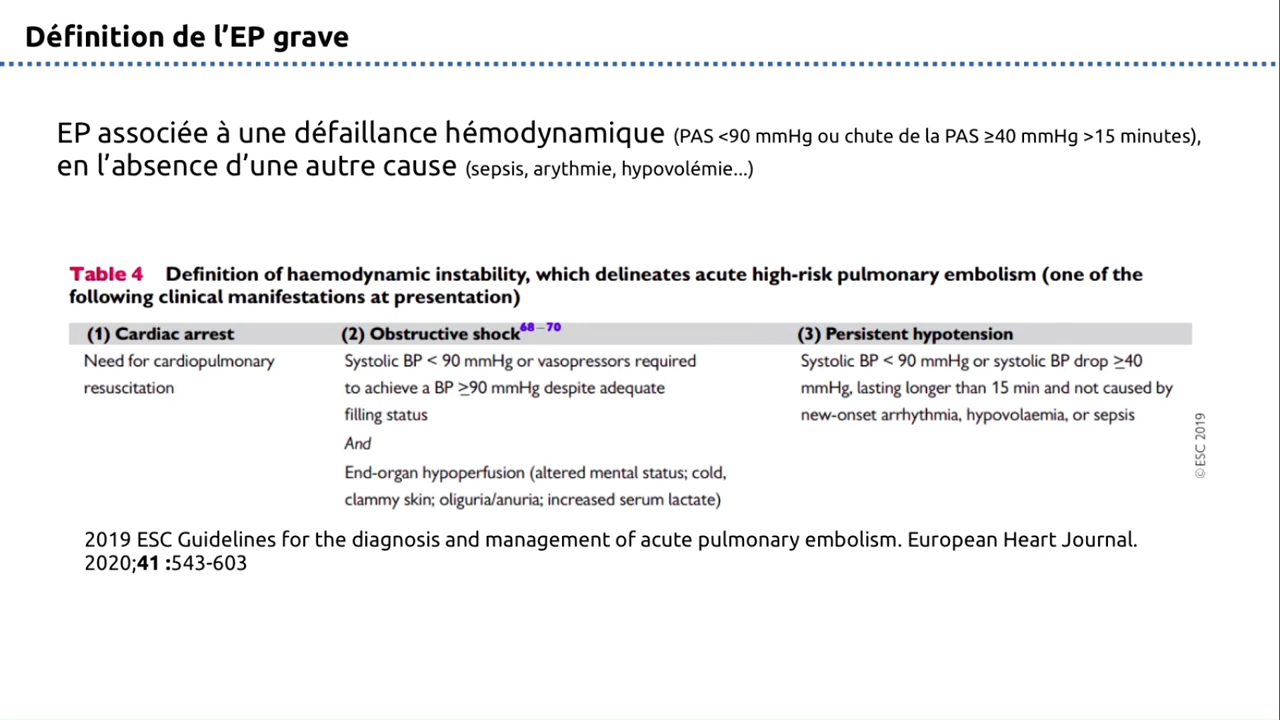 Définition de l’EP grave
EP associée à une défaillance hémodynamique (PAS <90 mmHg ou chute de la PAS ≥40 mmHg >15 minutes),
en l’absence d’une autre cause (sepsis, arythmie, hypovolémie...)
Table 4 Definition of haemodynamic instability, which delineates acute high-risk pulmonary embolism (one of the
following clinical manifestations at presentation)
(1) Cardiac arrest (2) Obstructive shock68–70 (3) Persistent hypotension
Need for cardiopulmonary
resuscitation
Systolic BP < 90 mmHg or vasopressors required
to achieve a BP ≥90 mmHg despite adequate
filling status
And
End-organ hypoperfusion (altered mental status; cold,
clammy skin; oliguria/anuria; increased serum lactate)
Systolic BP < 90 mmHg or systolic BP drop ≥40
mmHg, lasting longer than 15 min and not caused by
new-onset arrhythmia, hypovolaemia, or sepsis
©ESC 2019
2019 ESC Guidelines for the diagnosis and management of acute pulmonary embolism. European Heart Journal.
2020;41 :543-603